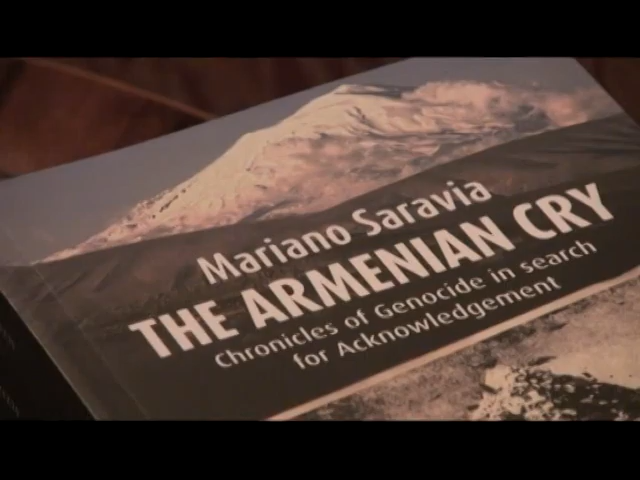 Mariano Saravia
THE ARMENIAN CRY
Chronicles of Genocide in search
for Acknowledgement